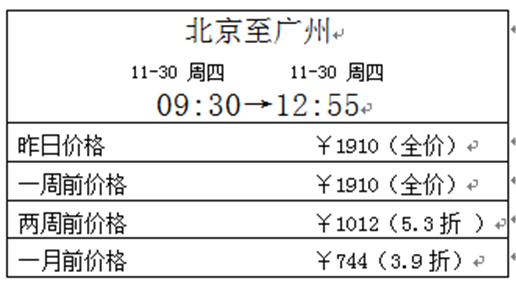 北京至广州
11-30 周四 11-30 周四
09:30→12:55
昨日价格 ￥1910（全价）
一周前价格 ￥1910（全价）
两周前价格 ￥1012（5.3折 ）
一月前价格 ￥744（3.9折）